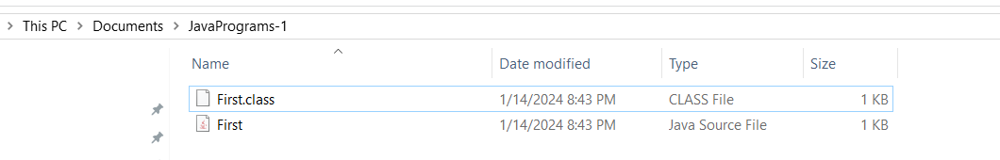 This PC > Documents > JavaPrograms-1
Name Date modified Type Size
First.class 1/14/2024 8:43 PM CLASS File 1 KB
First 1/14/2024 8:43 PM Java Source File 1 KB